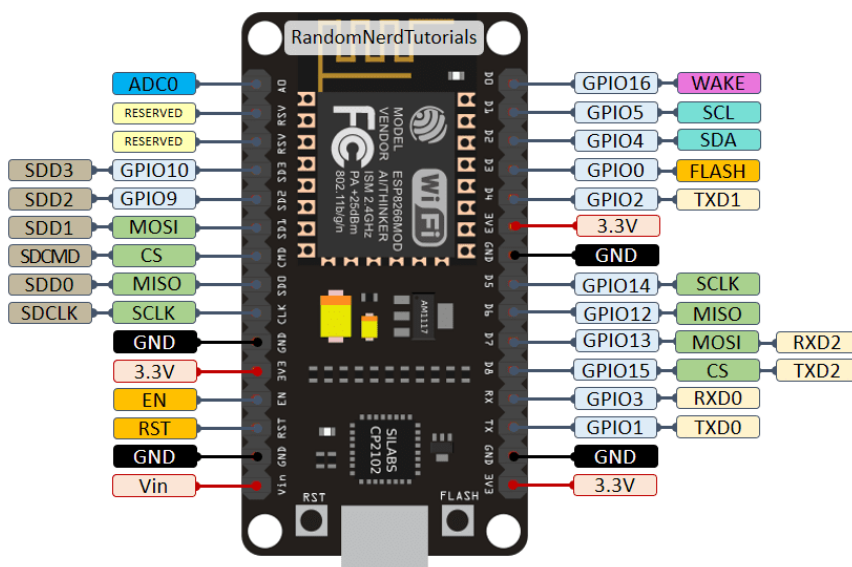 RandomNerdTutorials
ADC0
RESERVED
RESERVED
SDD3 GPIO10
SDD2 GPIO9
SDD1 MOSI
SDCMD CS
SDD0 MISO
SDCLK SCLK
GND
3.3V
EN
RST
GND
Vin
A0
RSV
RSV
SD3
SD2
SD1
CMD
SD0
CLK
GND
3V3
EN
RST
GND
Vin
MODEL
VENDOR
ESP8266MOD
AI/THINKER
ISM 2.4GHz
PA +25dBm
802.11b/g/n
FC
Wi Fi
AM1117
SILABS
CP2102
RST
FLASH
D0
D1
D2
D3
D4
3V3
GND
D5
D6
D7
D8
RX
TX
GND
3V3
GPIO16 WAKE
GPIO5 SCL
GPIO4 SDA
GPIO0 FLASH
GPIO2 TXD1
3.3V
GND
GPIO14 SCLK
GPIO12 MISO
GPIO13 MOSI RXD2
GPIO15 CS TXD2
GPIO3 RXD0
GPIO1 TXD0
GND
3.3V